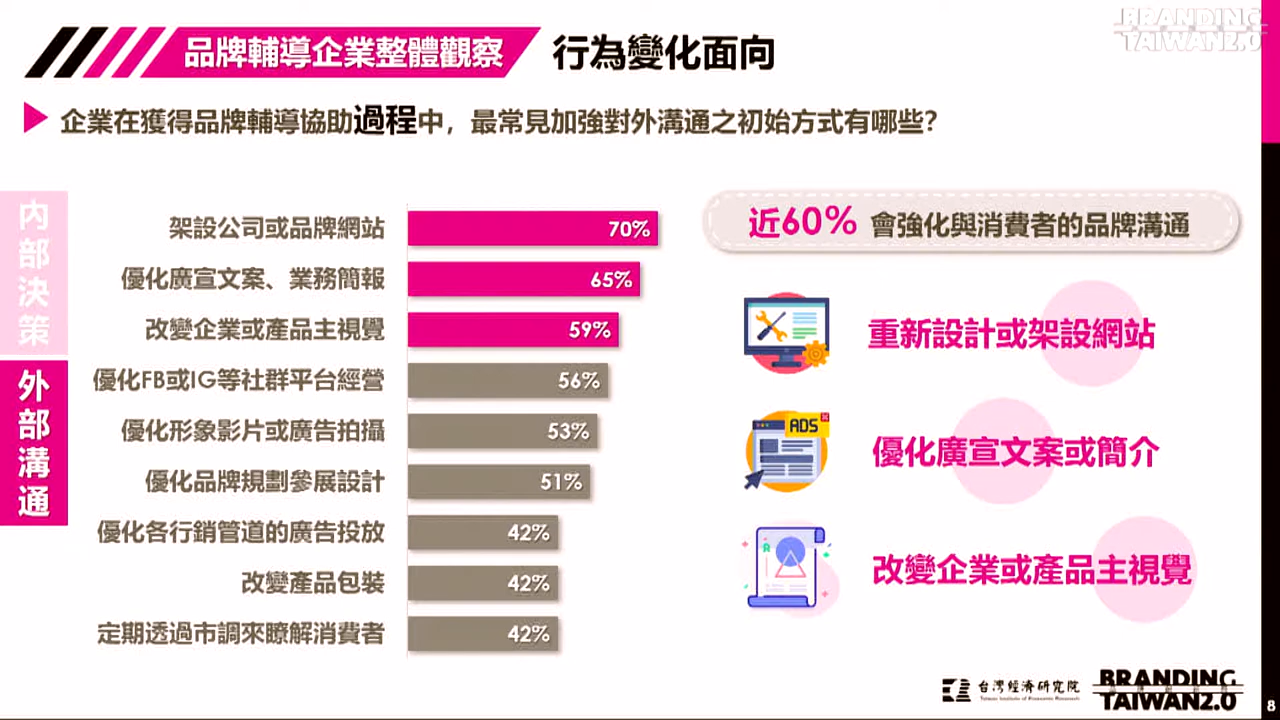 BRANDING
TAIWAN2.0
品牌輔導企業整體觀察 行為變化面向
企業在獲得品牌輔導協助過程中，最常見加強對外溝通之初始方式有哪些？
內部決策
外部溝通
架設公司或品牌網站 70%
優化廣宣文案、業務簡報 65%
改變企業或產品主視覺 59%
優化FB或IG等社群平台經營 56%
優化形象影片或廣告拍攝 53%
優化品牌規劃參展設計 51%
優化各行銷管道的廣告投放 42%
改變產品包裝 42%
定期透過市調來瞭解消費者 42%
近60% 會強化與消費者的品牌溝通
重新設計或架設網站
ADS
優化廣宣文案或簡介
改變企業或產品主視覺
台灣經濟研究院
Taiwan Institute of Economic Research
BRANDING
TAIWAN2.0
8